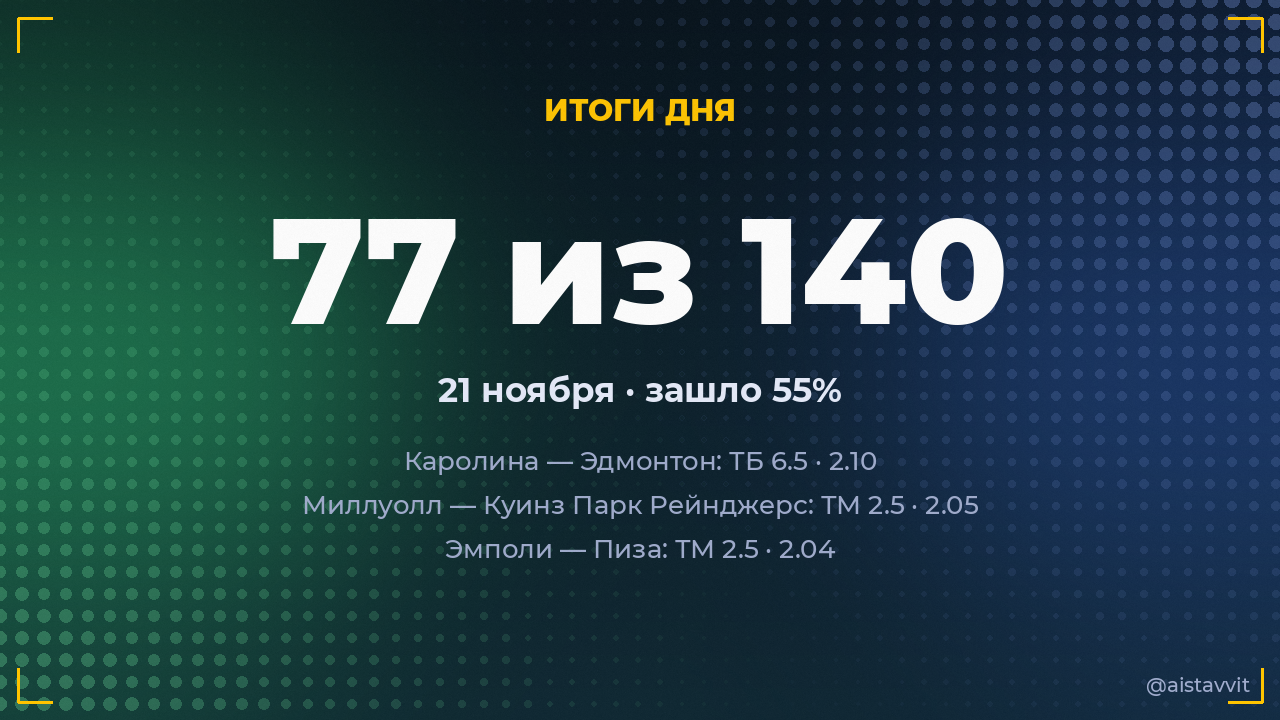 ИТОГИ ДНЯ
77 из 140
21 ноября · зашло 55%
Каролина — Эдмонтон: ТБ 6.5 · 2.10
Миллуолл — Куинз Парк Рейнджерс: ТМ 2.5 · 2.05
Эмполи — Пиза: ТМ 2.5 · 2.04
@aistavvit